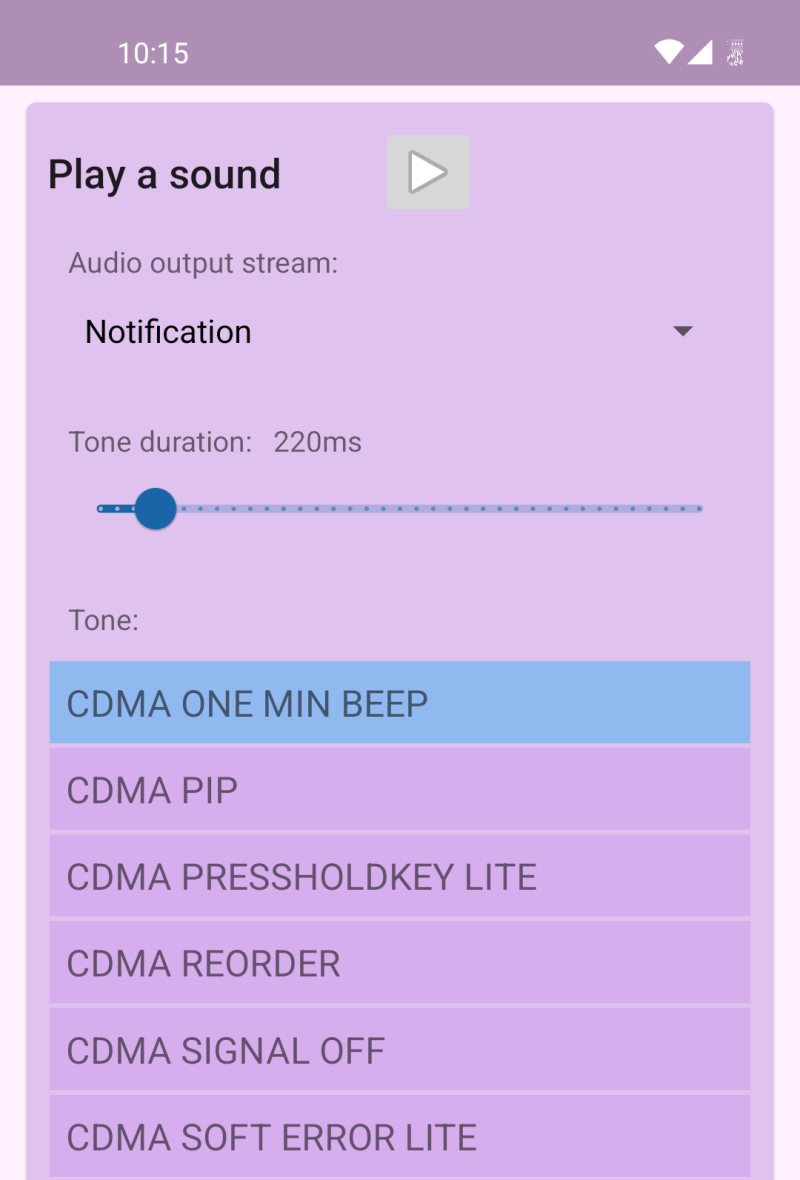 10:15
Play a sound
Audio output stream:
Notification
Tone duration: 220ms
Tone:
CDMA ONE MIN BEEP
CDMA PIP
CDMA PRESSHOLDKEY LITE
CDMA REORDER
CDMA SIGNAL OFF
CDMA SOFT ERROR LITE